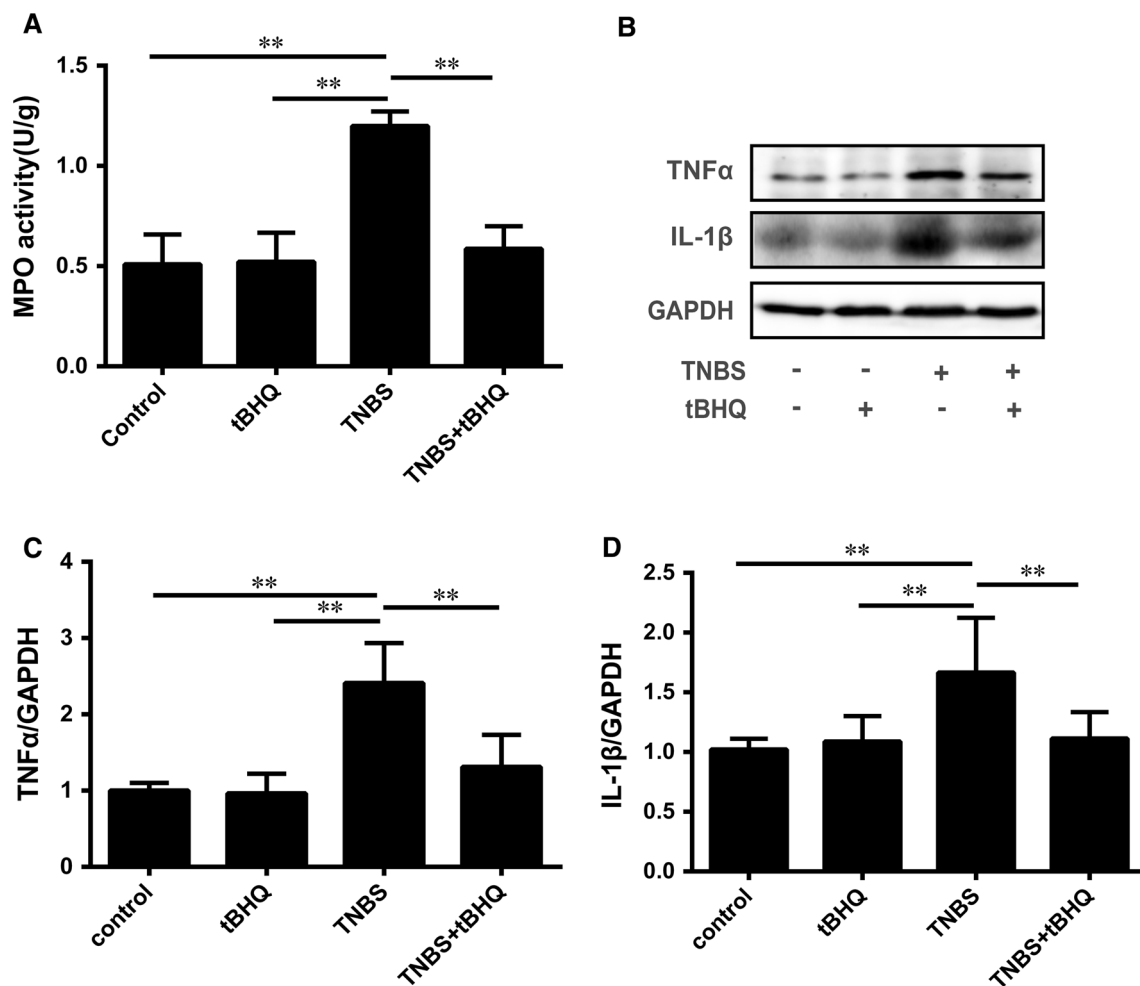 A
**
**
**
1.5
1.0
0.5
0.0
MPO activity(U/g)
Control
tBHQ
TNBS
TNBS+tBHQ
B
TNFα
IL-1β
GAPDH
TNBS - - + +
tBHQ - + - +
C
**
**
**
4
3
2
1
0
TNFα/GAPDH
control
tBHQ
TNBS
TNBS+tBHQ
D
**
**
**
2.5
2.0
1.5
1.0
0.5
0.0
IL-1β/GAPDH
control
tBHQ
TNBS
TNBS+tBHQ